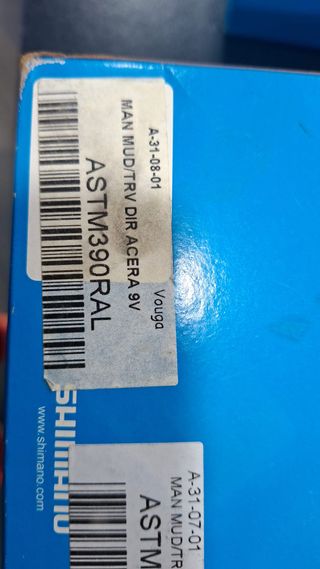 A-31-08-01
MAN MUD/TRV DIR ACERA 9V
Vouga
ASTM390RAL
SHIMANO
www.shimano.com
A-31-07-01
MAN MUD/TR
ASTM